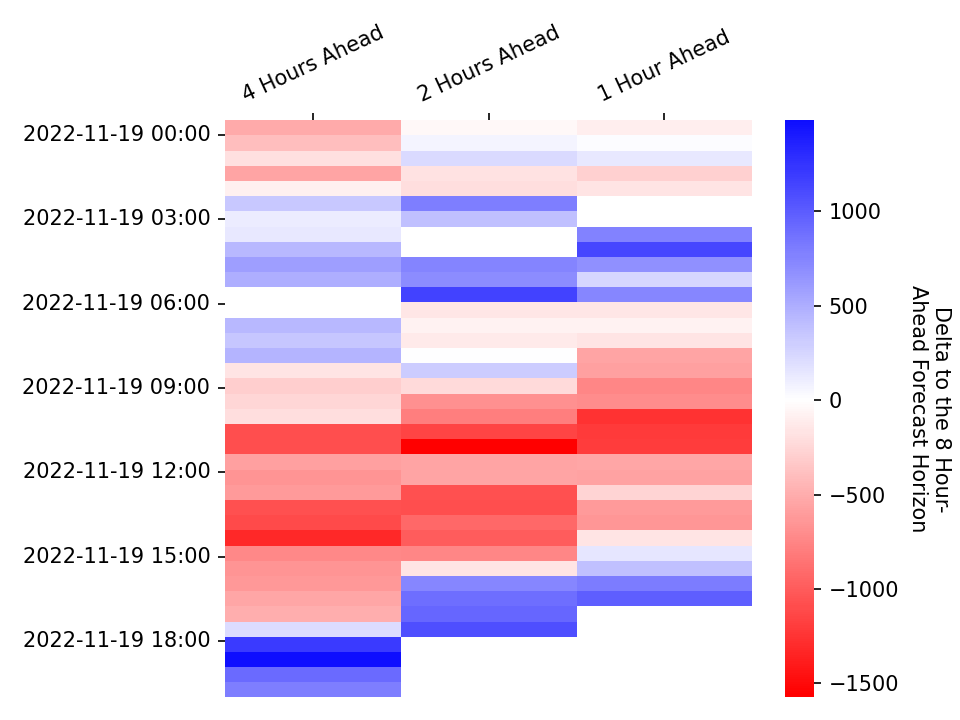 4 Hours Ahead
2 Hours Ahead
1 Hour Ahead
2022-11-19 00:00
2022-11-19 03:00
2022-11-19 06:00
2022-11-19 09:00
2022-11-19 12:00
2022-11-19 15:00
2022-11-19 18:00
1000
500
0
−500
−1000
−1500
Delta to the 8 Hour-
Ahead Forecast Horizon